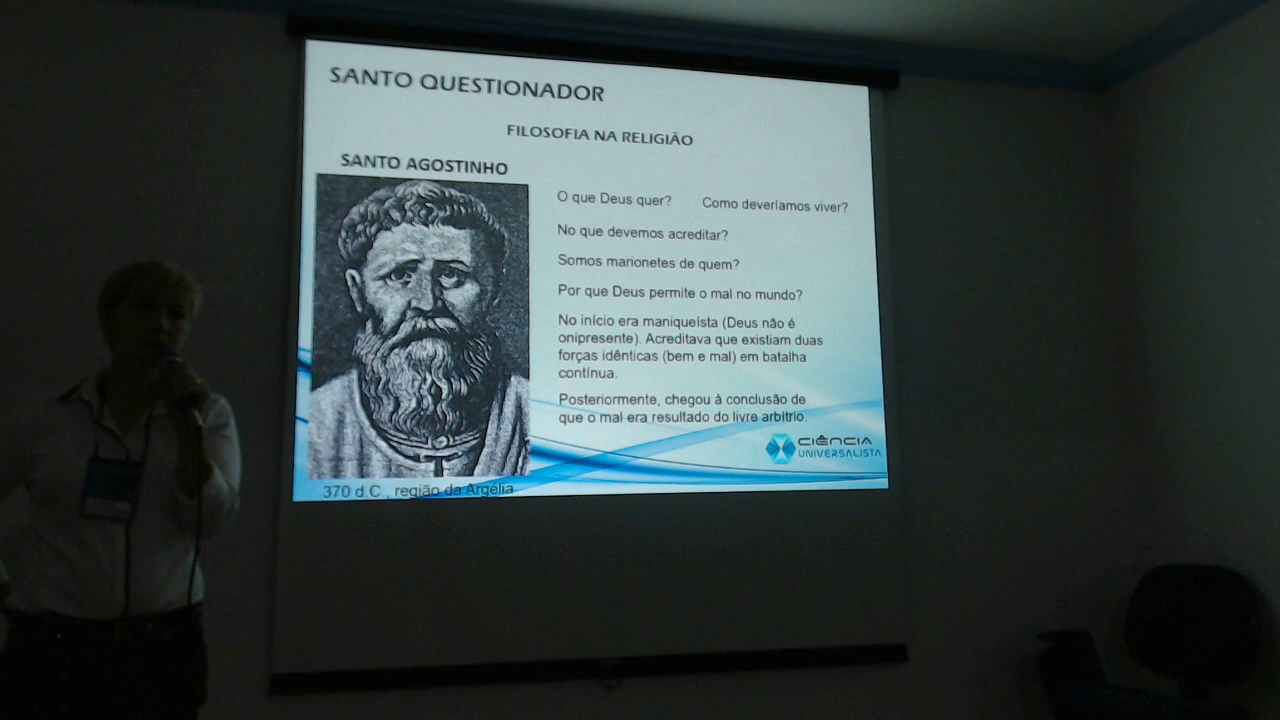 SANTO QUESTIONADOR
FILOSOFIA NA RELIGIÃO
SANTO AGOSTINHO
O que Deus quer? Como deveríamos viver?
No que devemos acreditar?
Somos marionetes de quem?
Por que Deus permite o mal no mundo?
No início era maniqueísta (Deus não é
onipresente). Acreditava que existiam duas
forças idênticas (bem e mal) em batalha
contínua.
Posteriormente, chegou à conclusão de
que o mal era resultado do livre arbítrio.
CIÊNCIA
UNIVERSALISTA
370 d C , região da Argélia